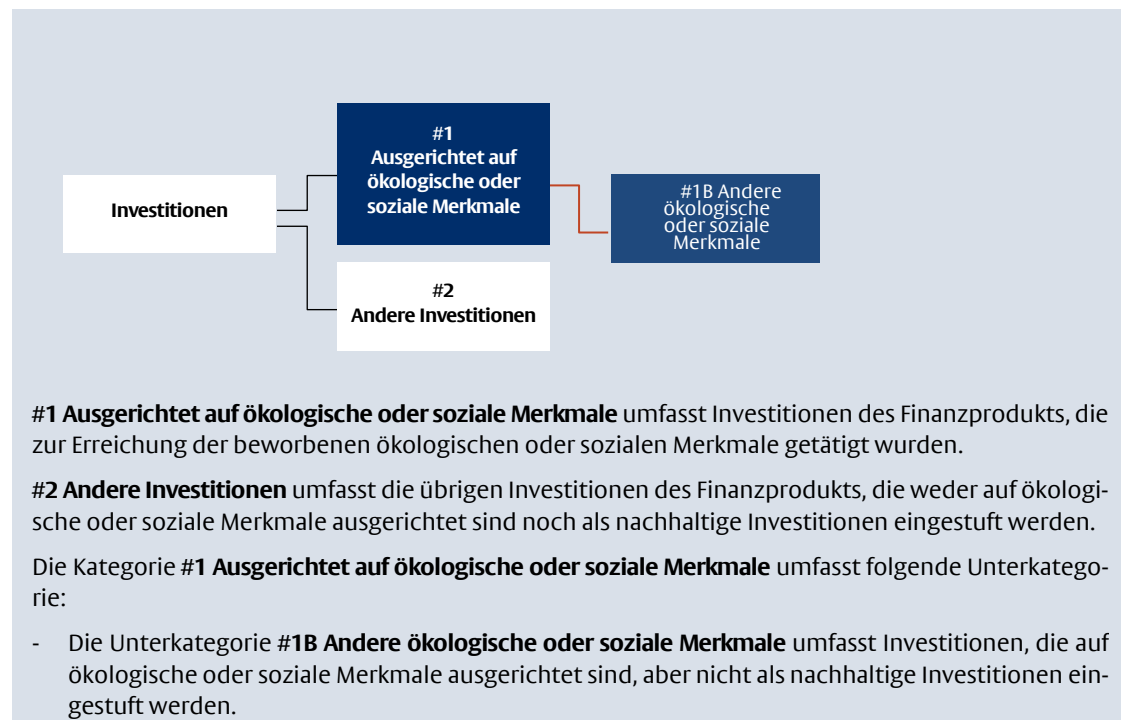 #1
Ausgerichtet auf
ökologische oder
soziale Merkmale
Investitionen
#1B Andere
ökologische
oder soziale
Merkmale
#2
Andere Investitionen
#1 Ausgerichtet auf ökologische oder soziale Merkmale umfasst Investitionen des Finanzprodukts, die
zur Erreichung der beworbenen ökologischen oder sozialen Merkmale getätigt wurden.
#2 Andere Investitionen umfasst die übrigen Investitionen des Finanzprodukts, die weder auf ökologi-
sche oder soziale Merkmale ausgerichtet sind noch als nachhaltige Investitionen eingestuft werden.
Die Kategorie #1 Ausgerichtet auf ökologische oder soziale Merkmale umfasst folgende Unterkatego-
rie:
- Die Unterkategorie #1B Andere ökologische oder soziale Merkmale umfasst Investitionen, die auf
ökologische oder soziale Merkmale ausgerichtet sind, aber nicht als nachhaltige Investitionen ein-
gestuft werden.